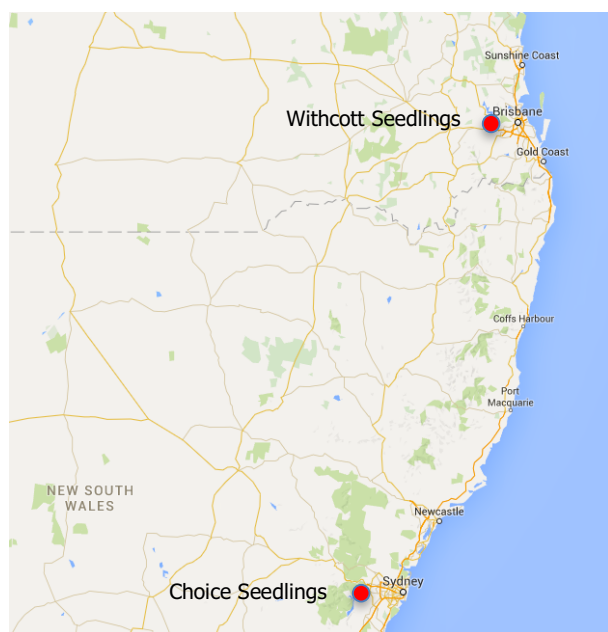 Sunshine Coast
Withcott Seedlings
Brisbane
Gold Coast
Coffs Harbour
Port
Macquarie
NEW SOUTH
WALES
Newcastle
Choice Seedlings
Sydney